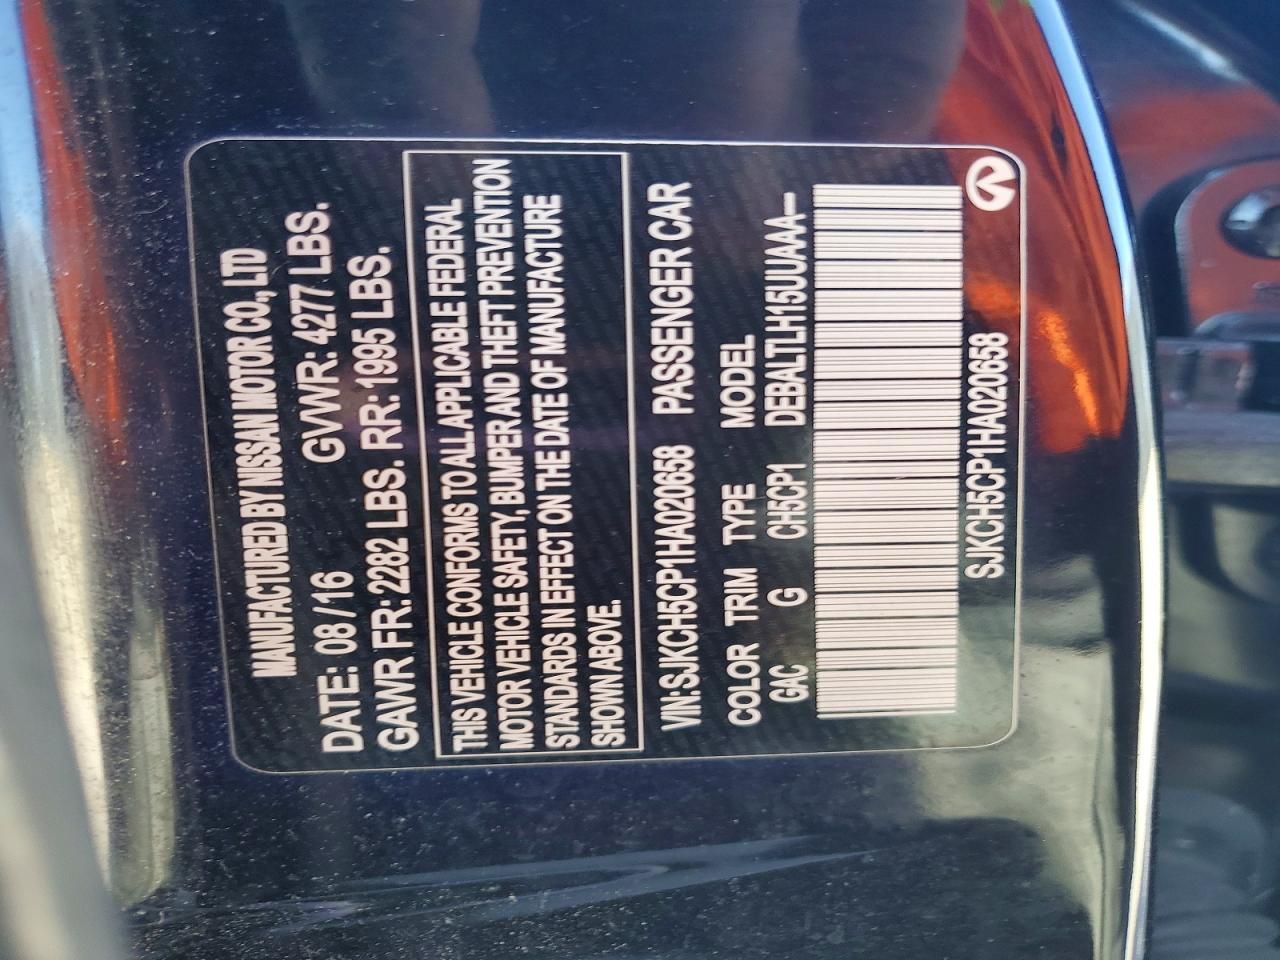 MANUFACTURED BY NISSAN MOTOR CO., LTD
DATE: 08 / 16 GVWR: 4277 LBS.
GAWR FR: 2282 LBS. RR: 1995 LBS.
THIS VEHICLE CONFORMS TO ALL APPLICABLE FEDERAL
MOTOR VEHICLE SAFETY, BUMPER AND THEFT PREVENTION
STANDARDS IN EFFECT ON THE DATE OF MANUFACTURE
SHOWN ABOVE.
VIN:SJKCH5CP1HA020658 PASSENGER CAR
COLOR TRIM TYPE MODEL
GAC G CH5CP1 DEBALTLH15UUAAA—
SJKCH5CP1HA020658